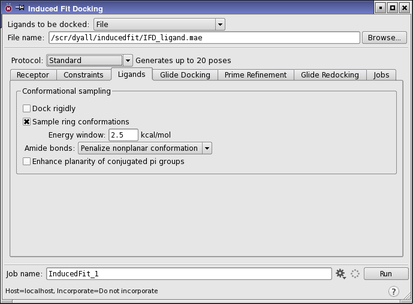 Induced Fit Docking
Ligands to be docked: File
File name: /scr/dyall/inducedfit/IFD_ligand.mae Browse...
Protocol: Standard Generates up to 20 poses
Receptor Constraints Ligands Glide Docking Prime Refinement Glide Redocking Jobs
Conformational sampling
Dock rigidly
Sample ring conformations
Energy window: 2.5 kcal/mol
Amide bonds: Penalize nonplanar conformation
Enhance planarity of conjugated pi groups
Job name: InducedFit_1 Run
Host=localhost, Incorporate=Do not incorporate ?